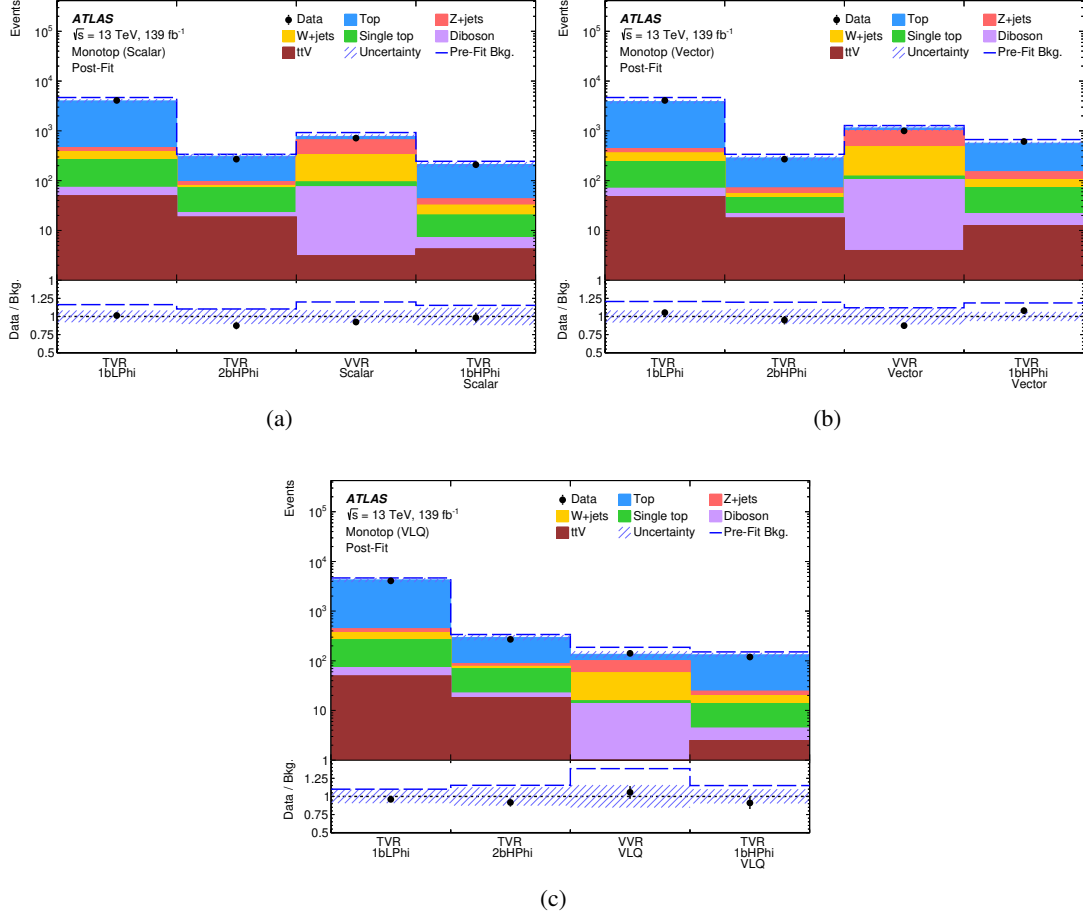 Events
ATLAS
√s = 13 TeV, 139 fb⁻¹
Monotop (Scalar)
Post-Fit
Data
Top
Z+jets
W+jets
Single top
Diboson
ttV
Uncertainty
Pre-Fit Bkg.
10⁵
10⁴
10³
10²
10
1
Data / Bkg.
1.25
1
0.75
0.5
TVR
1bLPhi
TVR
2bHPhi
VVR
Scalar
TVR
1bHPhi
Scalar
(a)
Events
ATLAS
√s = 13 TeV, 139 fb⁻¹
Monotop (Vector)
Post-Fit
Data
Top
Z+jets
W+jets
Single top
Diboson
ttV
Uncertainty
Pre-Fit Bkg.
10⁵
10⁴
10³
10²
10
1
Data / Bkg.
1.25
1
0.75
0.5
TVR
1bLPhi
TVR
2bHPhi
VVR
Vector
TVR
1bHPhi
Vector
(b)
Events
ATLAS
√s = 13 TeV, 139 fb⁻¹
Monotop (VLQ)
Post-Fit
Data
Top
Z+jets
W+jets
Single top
Diboson
ttV
Uncertainty
Pre-Fit Bkg.
10⁵
10⁴
10³
10²
10
1
Data / Bkg.
1.25
1
0.75
0.5
TVR
1bLPhi
TVR
2bHPhi
VVR
VLQ
TVR
1bHPhi
VLQ
(c)